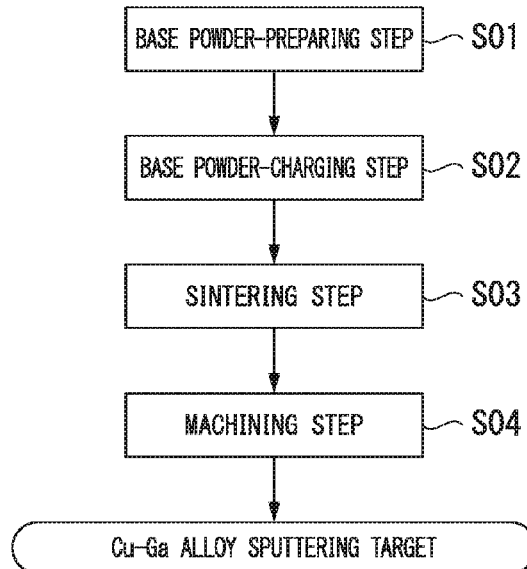 BASE POWDER-PREPARING STEP S01
BASE POWDER-CHARGING STEP S02
SINTERING STEP S03
MACHINING STEP S04
Cu-Ga ALLOY SPUTTERING TARGET